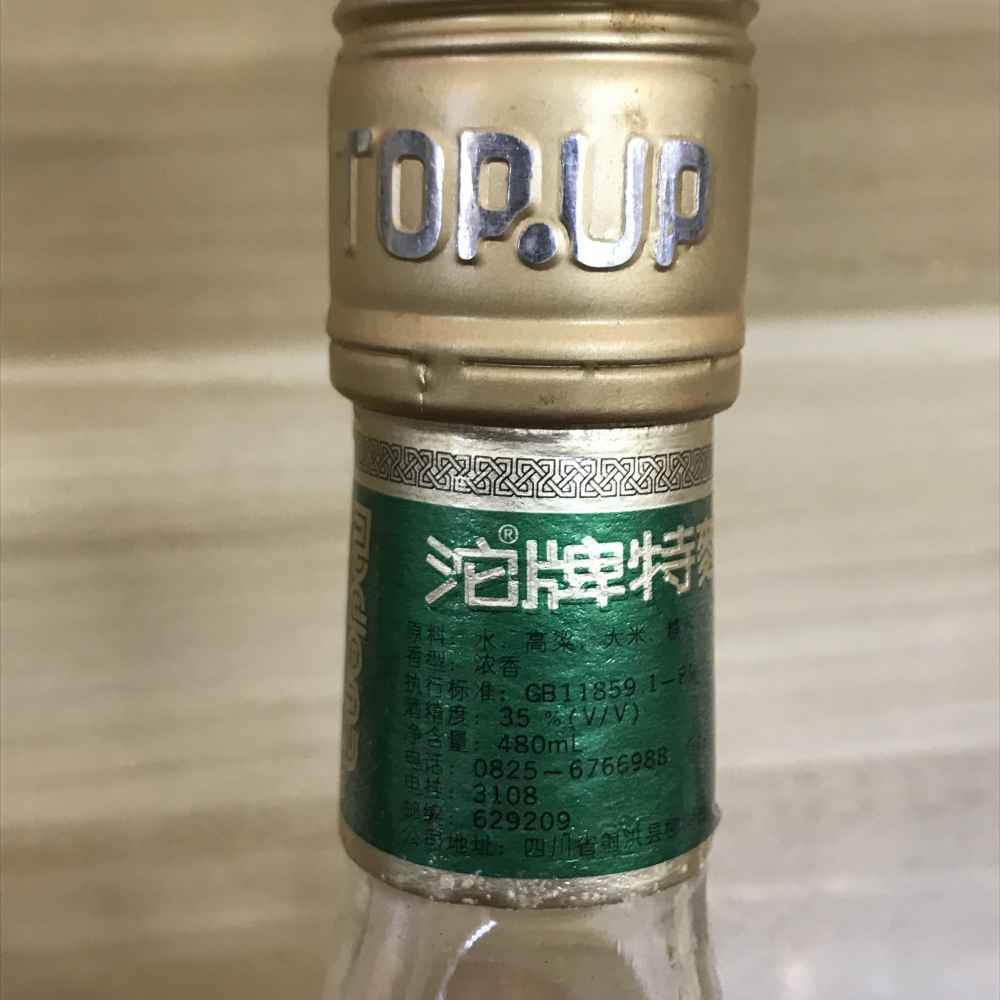 TOP.UP
沱®牌特
原料：水、高粱、大米、糯
香型：浓香
执行标准：GB11859.1-
酒精度：35%(V/V)
净含量：480mL
电话：0825-6766988
电挂：3108
邮编：629209
公司地址：四川省射洪县